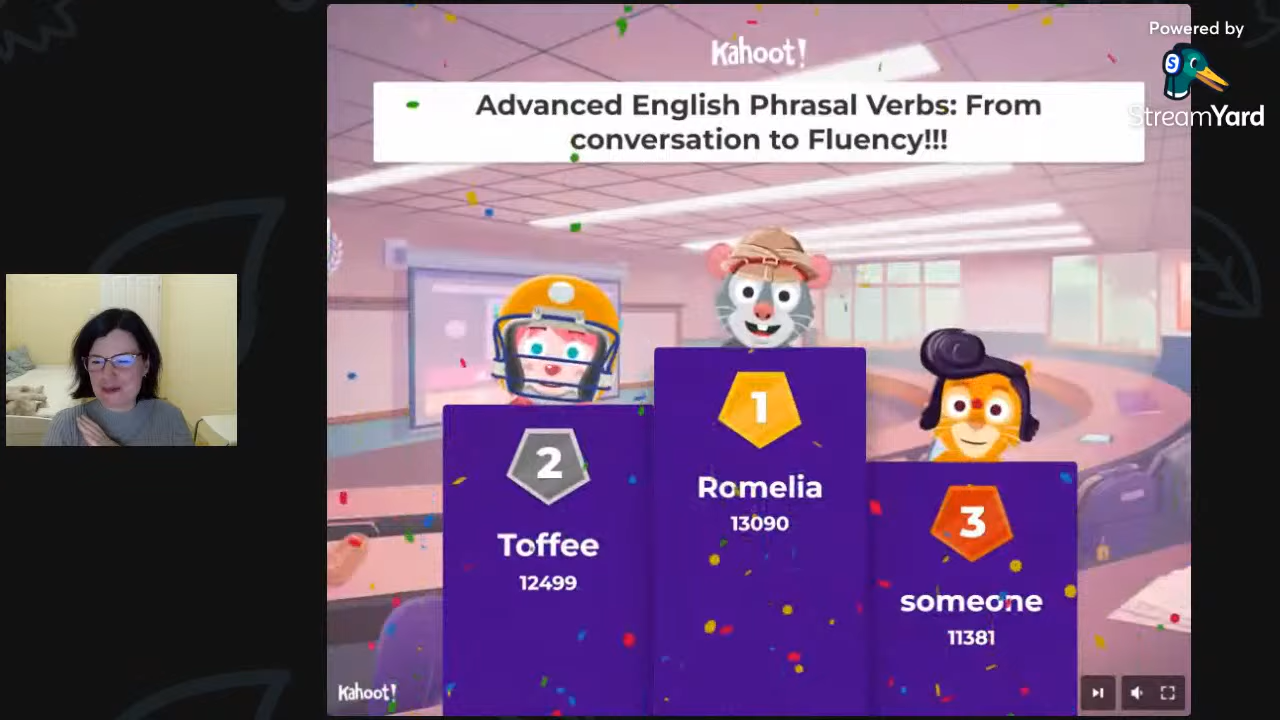 Powered by
S
StreamYard
Kahoot!
Advanced English Phrasal Verbs: From
conversation to Fluency!!!
1
Romelia
13090
2
Toffee
12499
3
someone
11381
Kahoot!